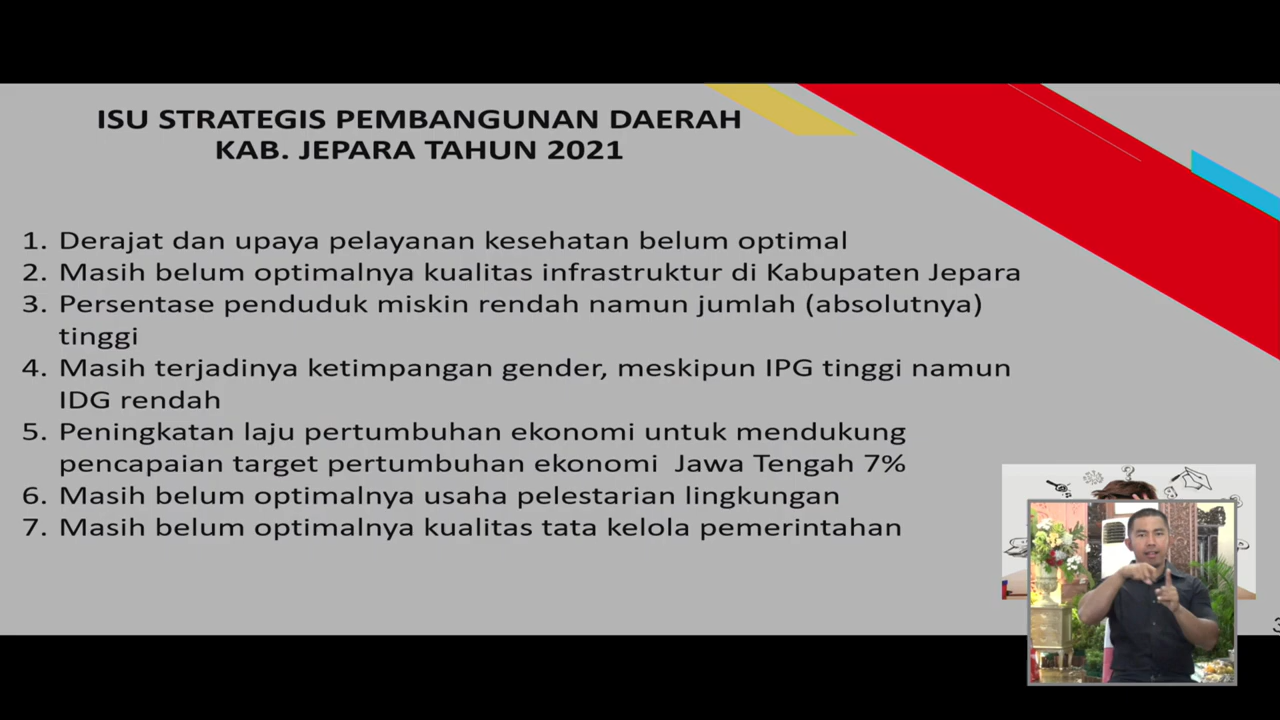 ISU STRATEGIS PEMBANGUNAN DAERAH
KAB. JEPARA TAHUN 2021
1. Derajat dan upaya pelayanan kesehatan belum optimal
2. Masih belum optimalnya kualitas infrastruktur di Kabupaten Jepara
3. Persentase penduduk miskin rendah namun jumlah (absolutnya)
tinggi
4. Masih terjadinya ketimpangan gender, meskipun IPG tinggi namun
IDG rendah
5. Peningkatan laju pertumbuhan ekonomi untuk mendukung
pencapaian target pertumbuhan ekonomi Jawa Tengah 7%
6. Masih belum optimalnya usaha pelestarian lingkungan
7. Masih belum optimalnya kualitas tata kelola pemerintahan